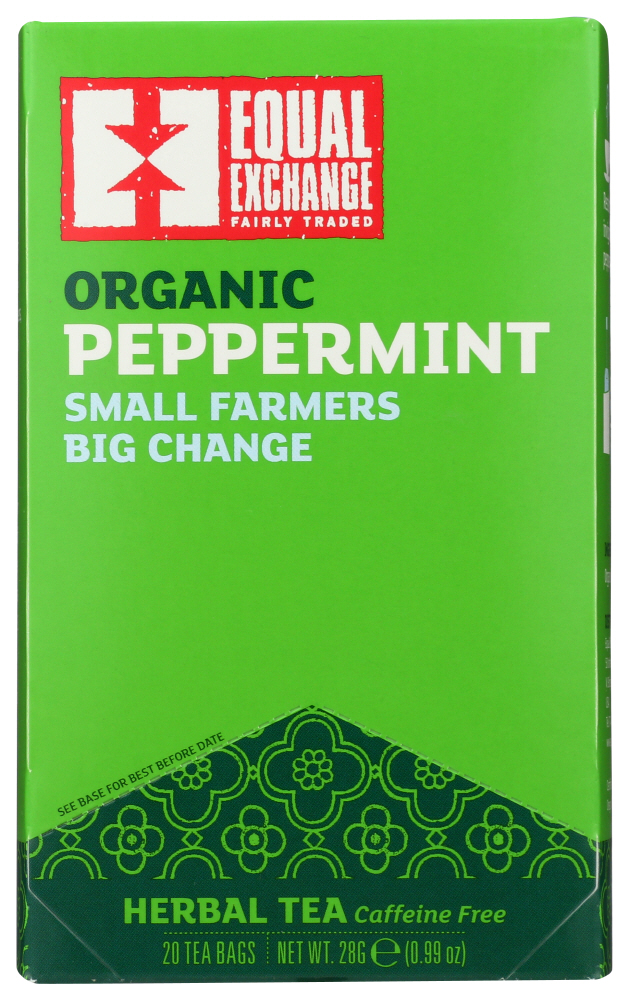 EQUAL
EXCHANGE
FAIRLY TRADED
ORGANIC
PEPPERMINT
SMALL FARMERS
BIG CHANGE
SEE BASE FOR BEST BEFORE DATE
HERBAL TEA Caffeine Free
20 TEA BAGS NET WT. 28G ℮ (0.99 oz)